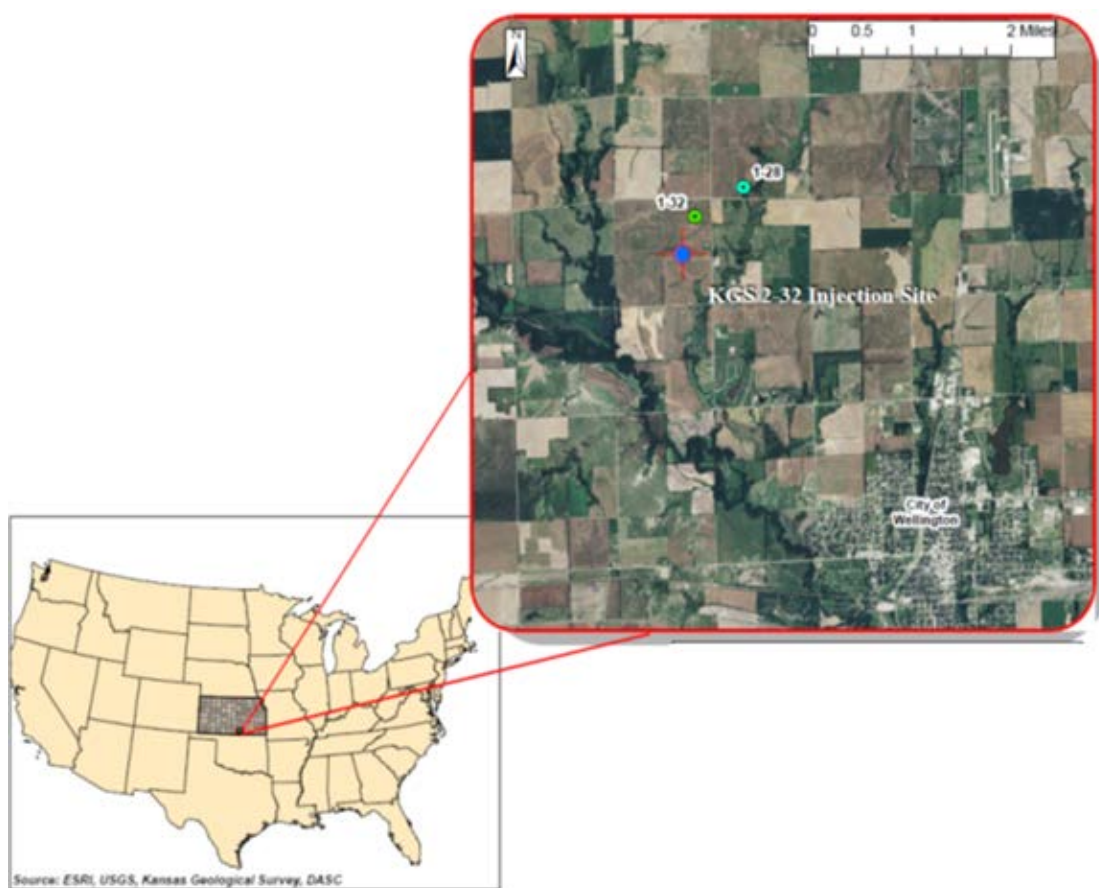 N
0 0.5 1 2 Miles
1-28
1-32
KGS 2-32 Injection Site
City of
Wellington
Source: ESRI, USGS, Kansas Geological Survey, DASC